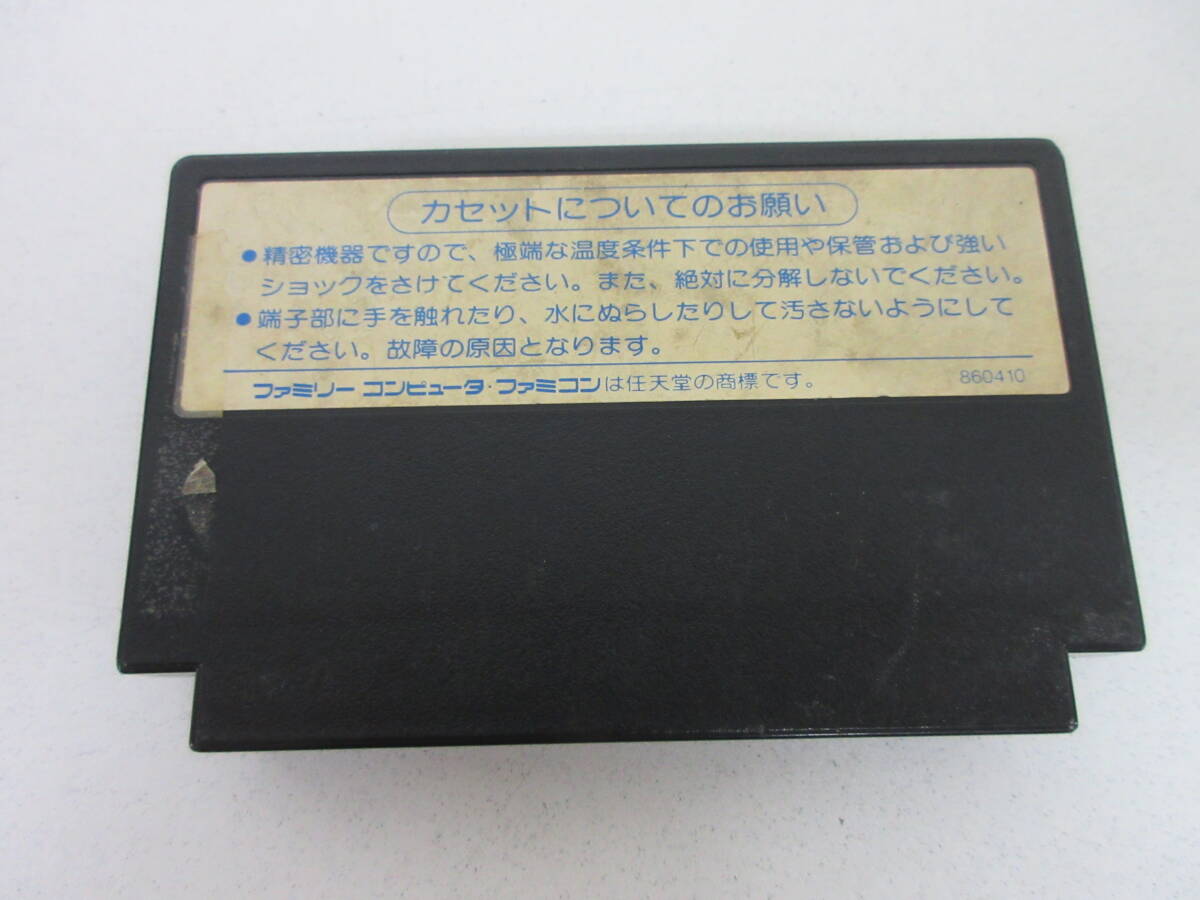 カセットについてのお願い
●精密機器ですので、極端な温度条件下での使用や保管および強い
ショックをさけてください。また、絶対に分解しないでください。
●端子部に手を触れたり、水にぬらしたりして汚さないようにして
ください。故障の原因となります。
ファミリー コンピュータ・ファミコンは任天堂の商標です。 860410